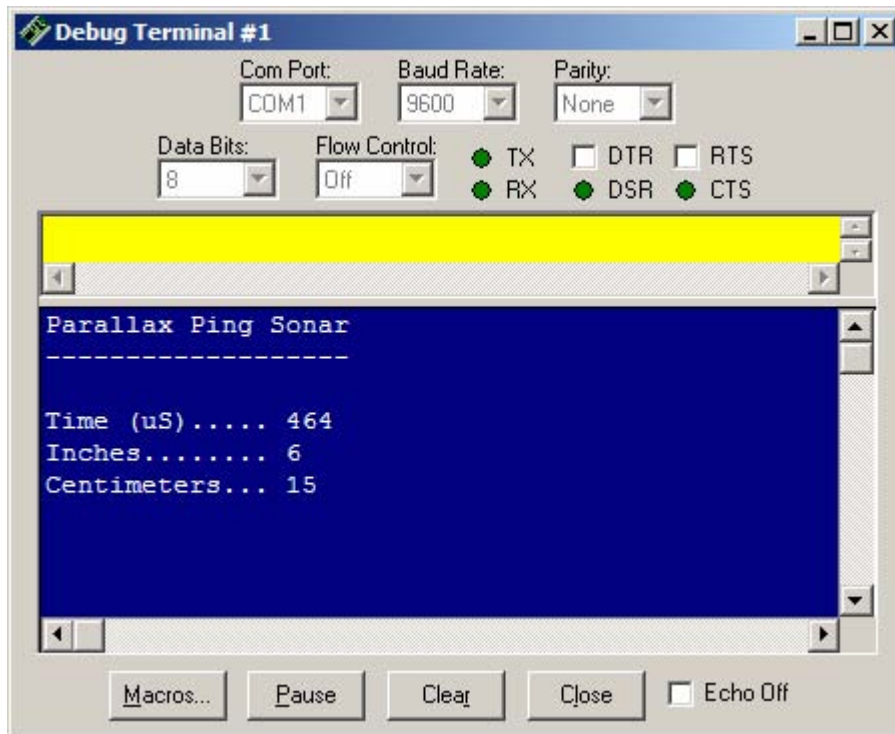 Debug Terminal #1
Com Port: Baud Rate: Parity:
COM1 9600 None
Data Bits: Flow Control: TX DTR RTS
8 Off RX DSR CTS
Parallax Ping Sonar
-------------------
Time (uS)..... 464
Inches........ 6
Centimeters... 15
Macros... Pause Clear Close Echo Off